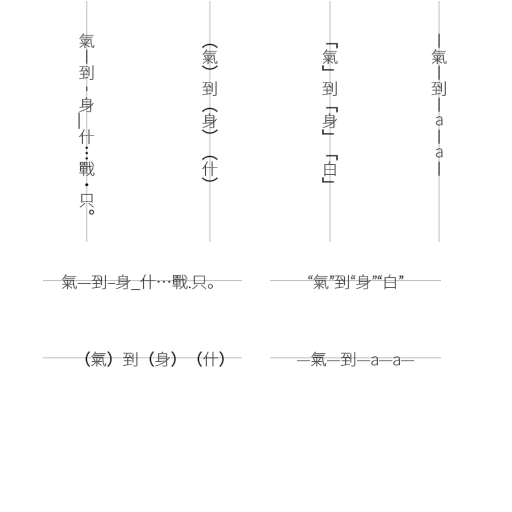 氣—到-身_什…戰·只。
（氣）到（身）（什）
「氣」到「身」「白」
—氣—到—a—a—
氣—到–身_什…戰.只。
“氣”到“身”“白”
（氣）到（身）（什）
—氣—到—a—a—